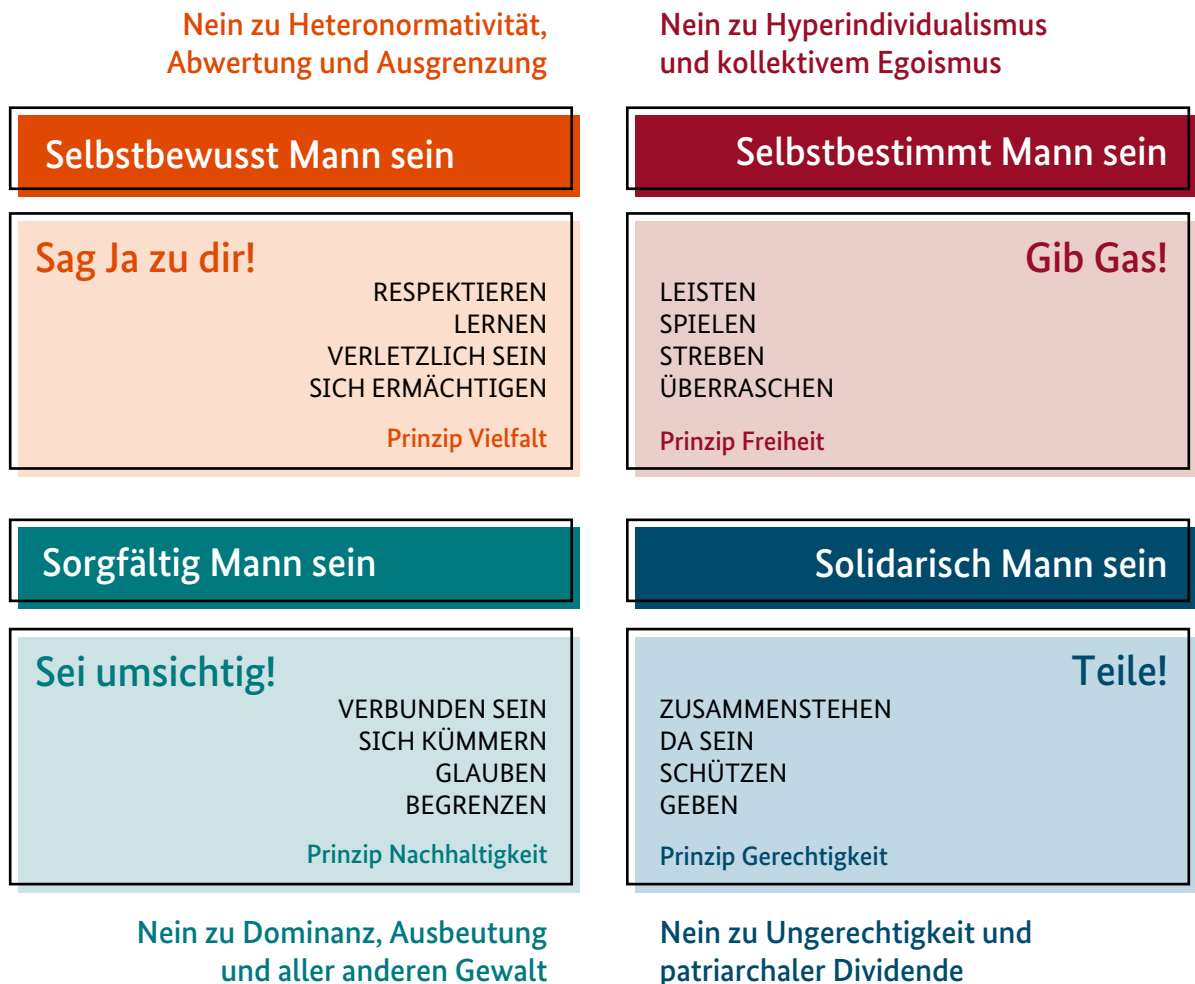 Nein zu Heteronormativität,
Abwertung und Ausgrenzung
Selbstbewusst Mann sein
Sag Ja zu dir!
RESPEKTIEREN
LERNEN
VERLETZLICH SEIN
SICH ERMÄCHTIGEN
Prinzip Vielfalt
Nein zu Hyperindividualismus
und kollektivem Egoismus
Selbstbestimmt Mann sein
Gib Gas!
LEISTEN
SPIELEN
STREBEN
ÜBERRASCHEN
Prinzip Freiheit
Sorgfältig Mann sein
Sei umsichtig!
VERBUNDEN SEIN
SICH KÜMMERN
GLAUBEN
BEGRENZEN
Prinzip Nachhaltigkeit
Nein zu Dominanz, Ausbeutung
und aller anderen Gewalt
Solidarisch Mann sein
Teile!
ZUSAMMENSTEHEN
DA SEIN
SCHÜTZEN
GEBEN
Prinzip Gerechtigkeit
Nein zu Ungerechtigkeit und
patriarchaler Dividende